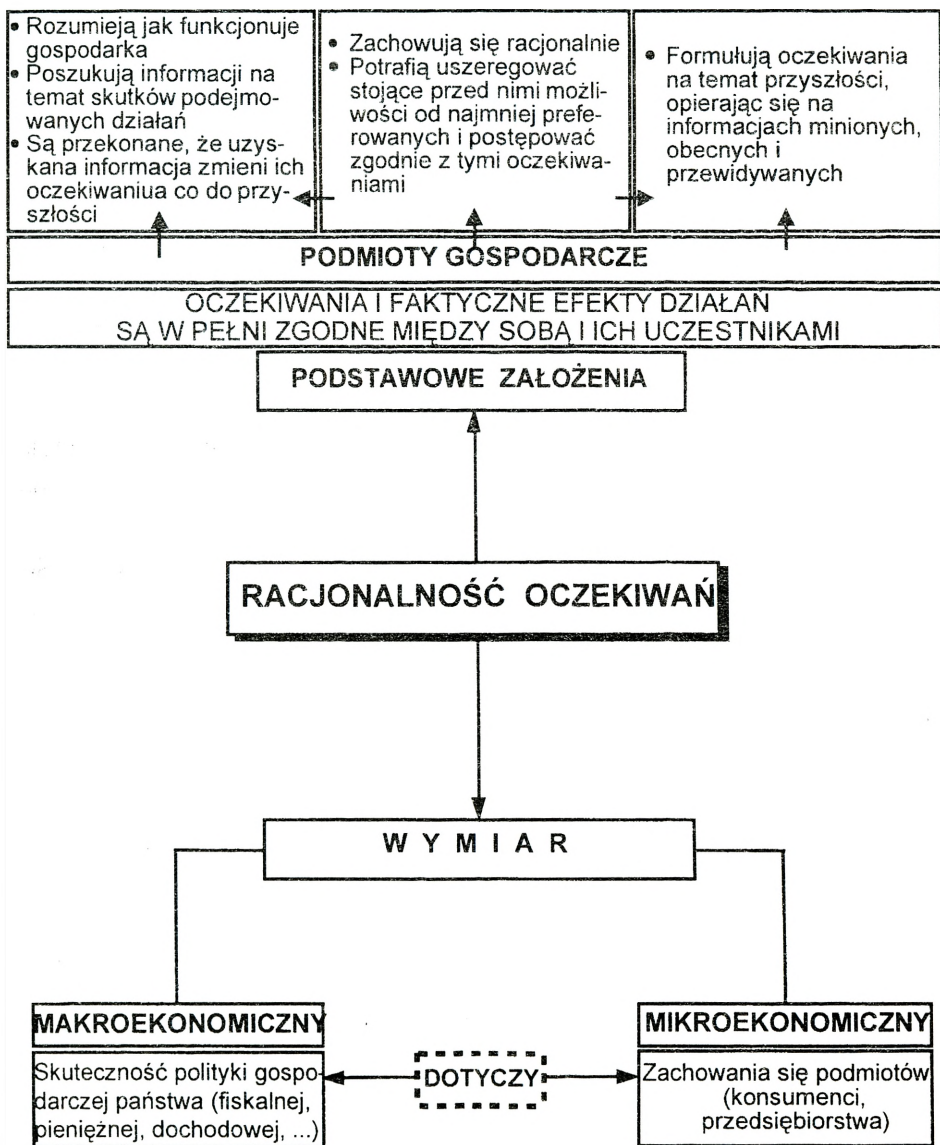 • Rozumieją jak funkcjonuje
gospodarka
• Poszukują informacji na
temat skutków podejmo-
wanych działań
• Są przekonane, że uzys-
kana informacja zmieni ich
oczekiwaniua co do przy-
szłości
• Zachowują się racjonalnie
• Potrafią uszeregować
stojące przed nimi możli-
wości od najmniej prefe-
rowanych i postępować
zgodnie z tymi oczekiwa-
niami
• Formułują oczekiwania
na temat przyszłości,
opierając się na
informacjach minionych,
obecnych i
przewidywanych
PODMIOTY GOSPODARCZE
OCZEKIWANIA I FAKTYCZNE EFEKTY DZIAŁAN
SĄ W PEŁNI ZGODNE MIĘDZY SOBĄ I ICH UCZESTNIKAMI
PODSTAWOWE ZAŁOŻENIA
RACJONALNOŚĆ OCZEKIWAŃ
W Y M I A R
MAKROEKONOMICZNY
MIKROEKONOMICZNY
Skuteczność polityki gospo-
darczej państwa (fiskalnej,
pieniężnej, dochodowej, ...)
DOTYCZY
Zachowania się podmiotów
(konsumenci,
przedsiębiorstwa)